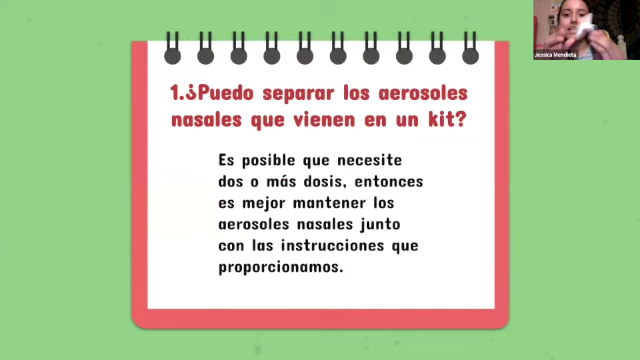 1.¿Puedo separar los aerosoles
nasales que vienen en un kit?
Es posible que necesite
dos o más dosis, entonces
es mejor mantener los
aerosoles nasales junto
con las instrucciones que
proporcionamos.
Jessica Mendieta